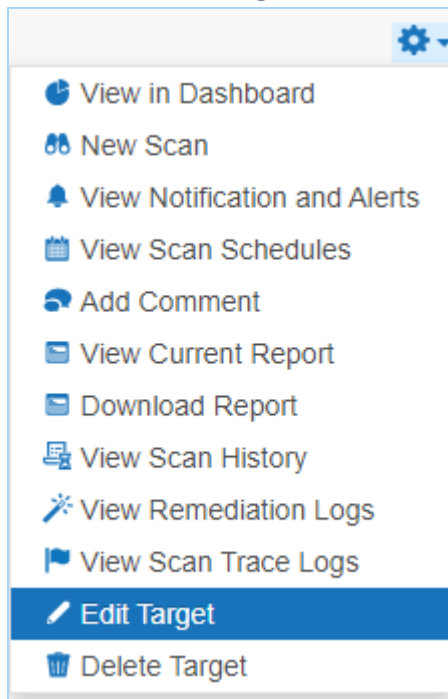 View in Dashboard
New Scan
View Notification and Alerts
View Scan Schedules
Add Comment
View Current Report
Download Report
View Scan History
View Remediation Logs
View Scan Trace Logs
Edit Target
Delete Target